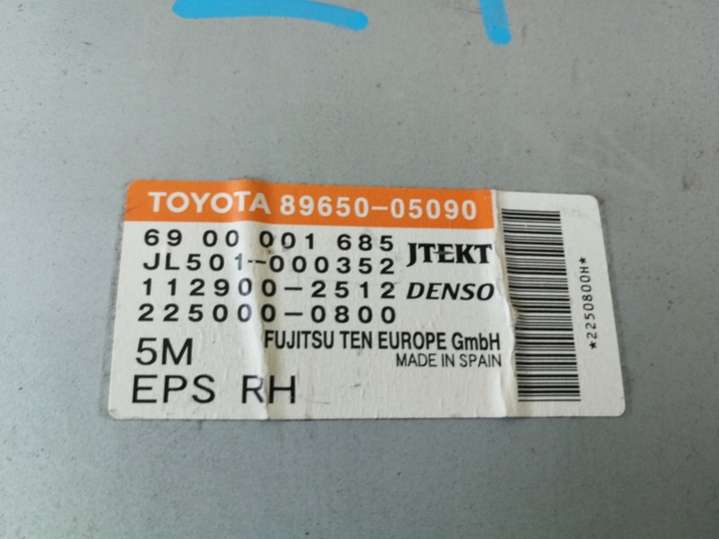 TOYOTA 89650-05090
69 00 001 685
JL501-000352 JTEKT
112900-2512 DENSO
225000-0800
FUJITSU TEN EUROPE GmbH
5M MADE IN SPAIN
EPS RH
*2250800H*